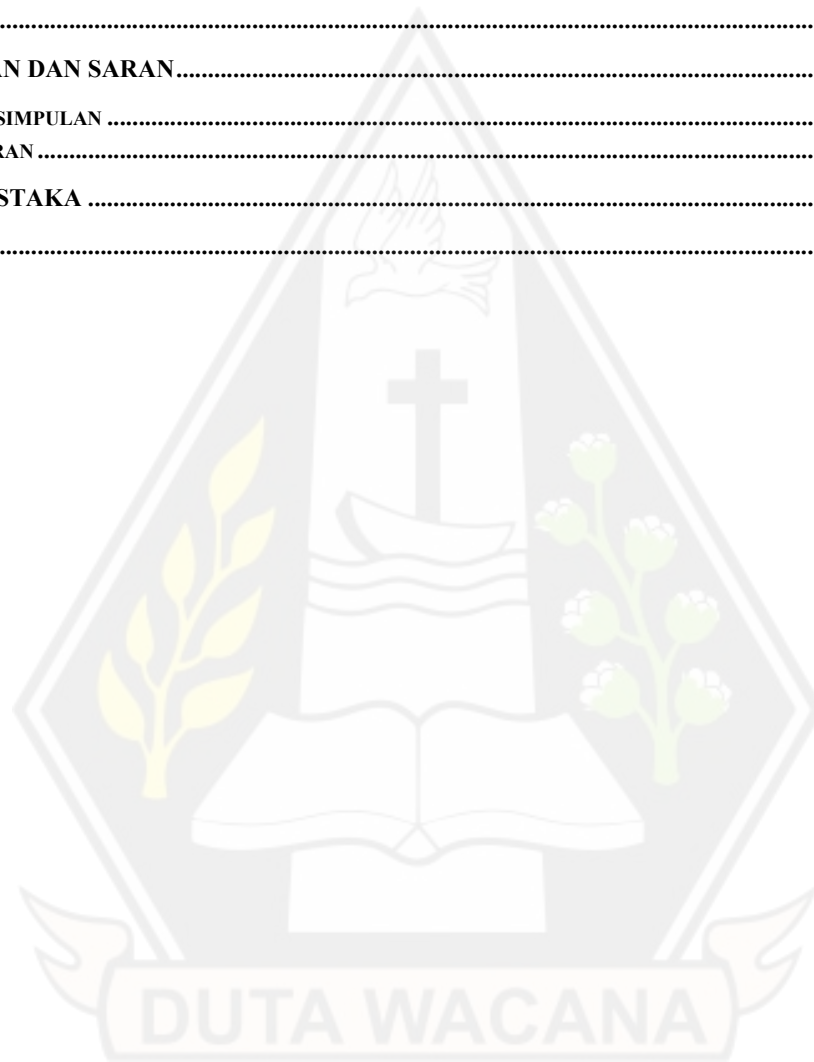 ..........
AN DAN SARAN..........
SIMPULAN ..........
RAN ..........
STAKA ..........
..........
DUTA WACANA